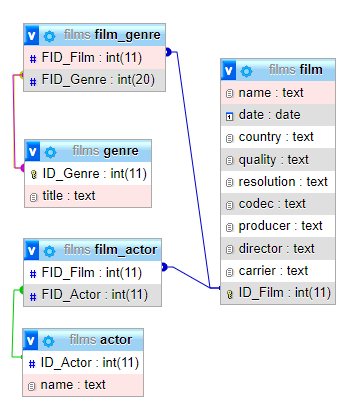 v films film_genre
# FID_Film : int(11)
# FID_Genre : int(20)
v films genre
ID_Genre : int(11)
title : text
v films film_actor
# FID_Film : int(11)
# FID_Actor : int(11)
v films actor
# ID_Actor : int(11)
name : text
v films film
name : text
date : date
country : text
quality : text
resolution : text
codec : text
producer : text
director : text
carrier : text
ID_Film : int(11)